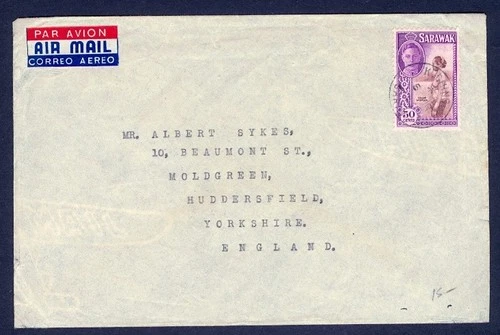 PAR AVION
AIR MAIL
CORREO AEREO
SARAWAK
50
CENTS
MR. ALBERT SYKES,
10, BEAUMONT ST.,
MOLDGREEN,
HUDDERSFIELD,
YORKSHIRE.
ENGLAND.
15-